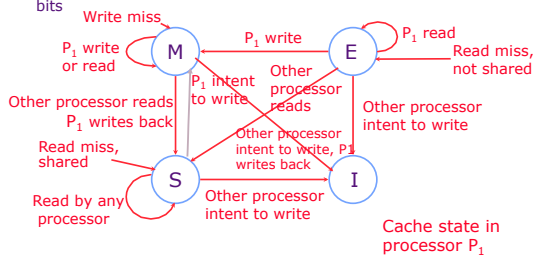 bits
Write miss
M
E
P1 write
P1 read
P1 write
or read
Read miss,
not shared
P1 intent
to write
Other
processor
reads
Other processor reads
P1 writes back
Other processor
intent to write
Other processor
intent to write, P1
writes back
Read miss,
shared
S
I
Read by any
processor
Other processor
intent to write
Cache state in
processor P1